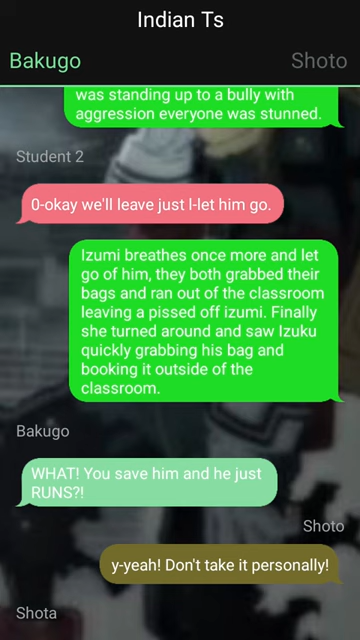 Indian Ts
Bakugo
Shoto
was standing up to a bully with
aggression everyone was stunned.
Student 2
0-okay we'll leave just l-let him go.
Izumi breathes once more and let
go of him, they both grabbed their
bags and ran out of the classroom
leaving a pissed off izumi. Finally
she turned around and saw Izuku
quickly grabbing his bag and
booking it outside of the
classroom.
Bakugo
WHAT! You save him and he just
RUNS?!
Shoto
y-yeah! Don't take it personally!
Shota